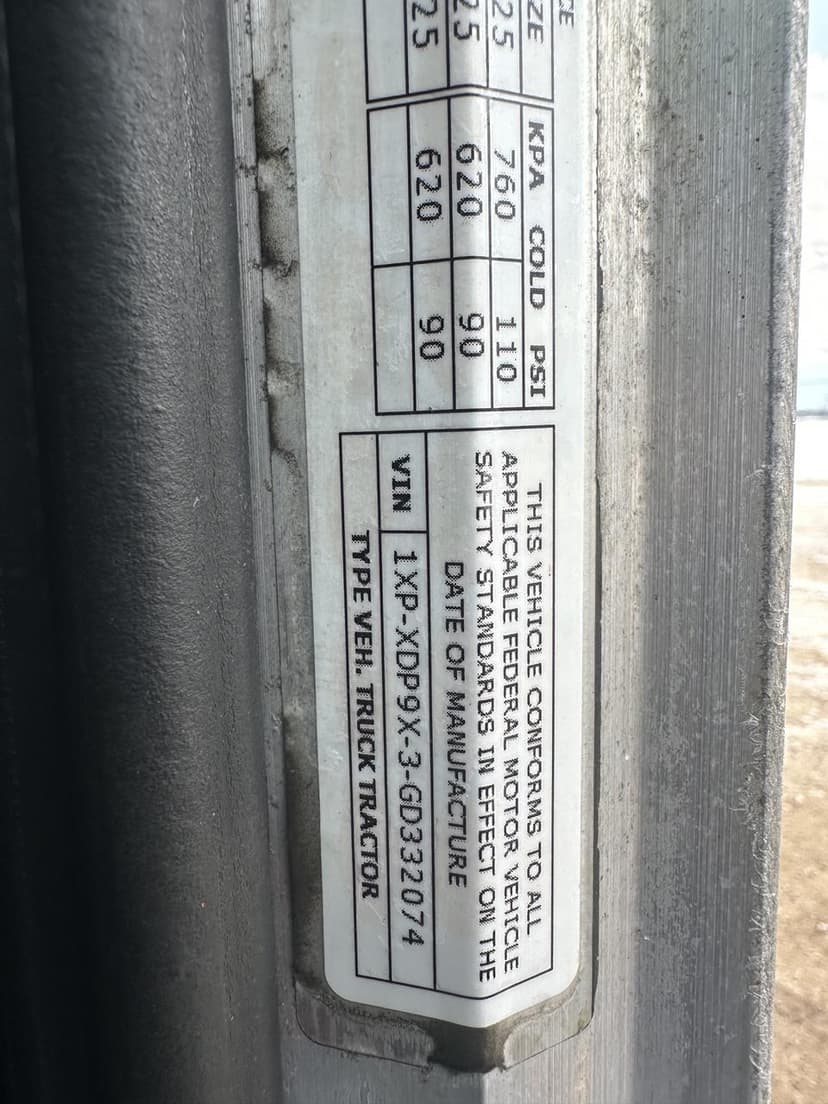 KPA COLD PSI
25 760 110
25 620 90
25 620 90
THIS VEHICLE CONFORMS TO ALL
APPLICABLE FEDERAL MOTOR VEHICLE
SAFETY STANDARDS IN EFFECT ON THE
DATE OF MANUFACTURE
VIN 1XP-XDP9X-3-GD332074
TYPE VEH. TRUCK TRACTOR